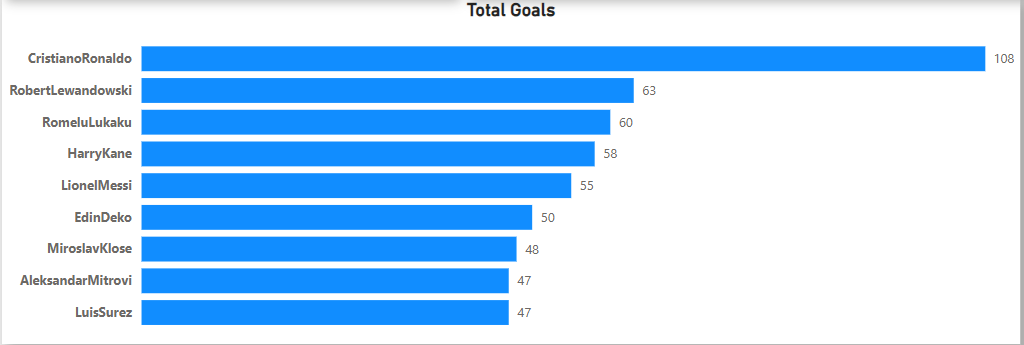 Total Goals
CristianoRonaldo 108
RobertLewandowski 63
RomeluLukaku 60
HarryKane 58
LionelMessi 55
EdinDeko 50
MiroslavKlose 48
AleksandarMitrovi 47
LuisSurez 47